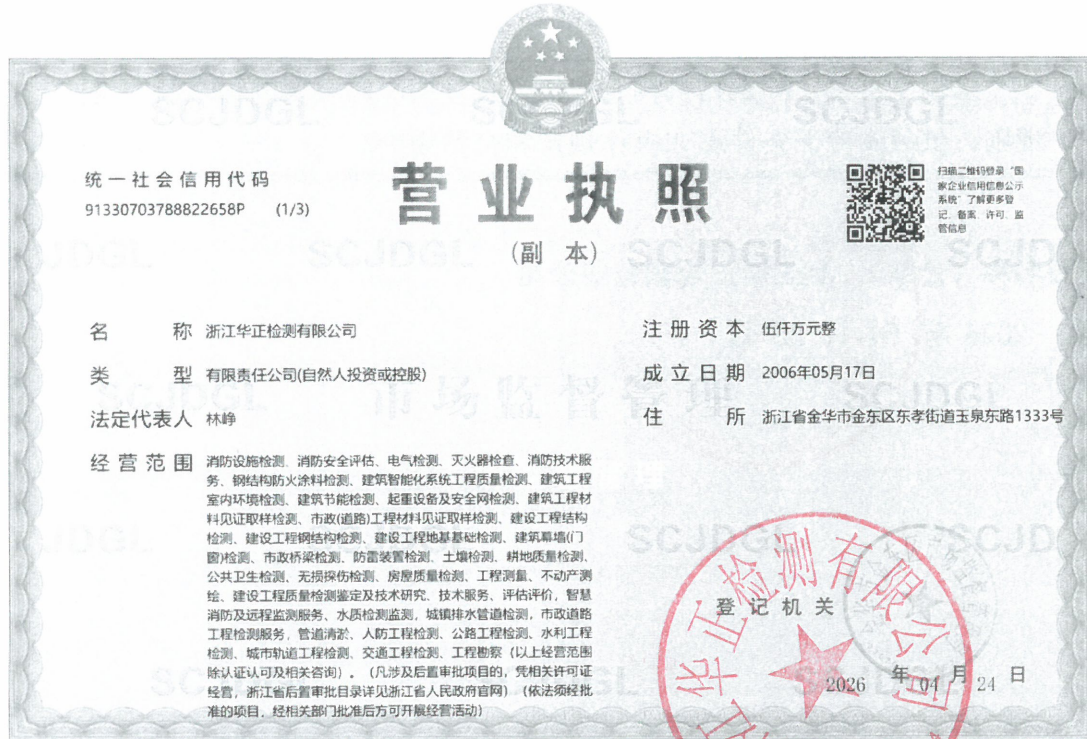 统一社会信用代码
91330703788822658P (1/3)
营业执照
(副 本)
扫描二维码登录“国
家企业信用信息公示
系统”了解更多登
记、备案、许可、监
管信息
名 称 浙江华正检测有限公司
类 型 有限责任公司(自然人投资或控股)
法定代表人 林峥
经营范围 消防设施检测、消防安全评估、电气检测、灭火器检查、消防技术服
务、钢结构防火涂料检测、建筑智能化系统工程质量检测、建筑工程
室内环境检测、建筑节能检测、起重设备及安全网检测、建筑工程材
料见证取样检测、市政(道路)工程材料见证取样检测、建设工程结构
检测、建设工程钢结构检测、建设工程地基基础检测、建筑幕墙(门
窗)检测、市政桥梁检测、防雷装置检测、土壤检测、耕地质量检测、
公共卫生检测、无损探伤检测、房屋质量检测、工程测量、不动产测
绘、建设工程质量检测鉴定及技术研究、技术服务、评估评价，智慧
消防及远程监测服务、水质检测监测，城镇排水管道检测，市政道路
工程检测服务，管道清淤、人防工程检测、公路工程检测、水利工程
检测、城市轨道工程检测、交通工程检测、工程勘察（以上经营范围
除认证认可及相关咨询）。（凡涉及后置审批项目的，凭相关许可证
经营，浙江省后置审批目录详见浙江省人民政府官网）（依法须经批
准的项目，经相关部门批准后方可开展经营活动）
注册资本 伍仟万元整
成立日期 2006年05月17日
住 所 浙江省金华市金东区东孝街道玉泉东路1333号
登记机关
2026 年 04 月 24 日
江华正检测有限公司
SCJDGL
市场监督管理